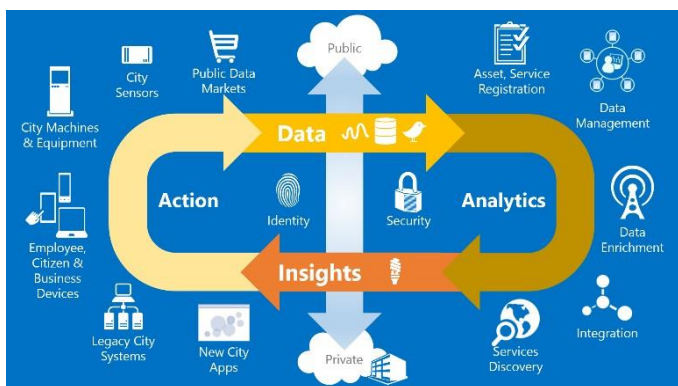 Public
City
Sensors
Public Data
Markets
Asset, Service
Registration
City Machines
& Equipment
Data
Management
Data
Action
Identity
Security
Analytics
Employee,
Citizen &
Business
Devices
Data
Enrichment
Insights
Legacy City
Systems
New City
Apps
Private
Services
Discovery
Integration